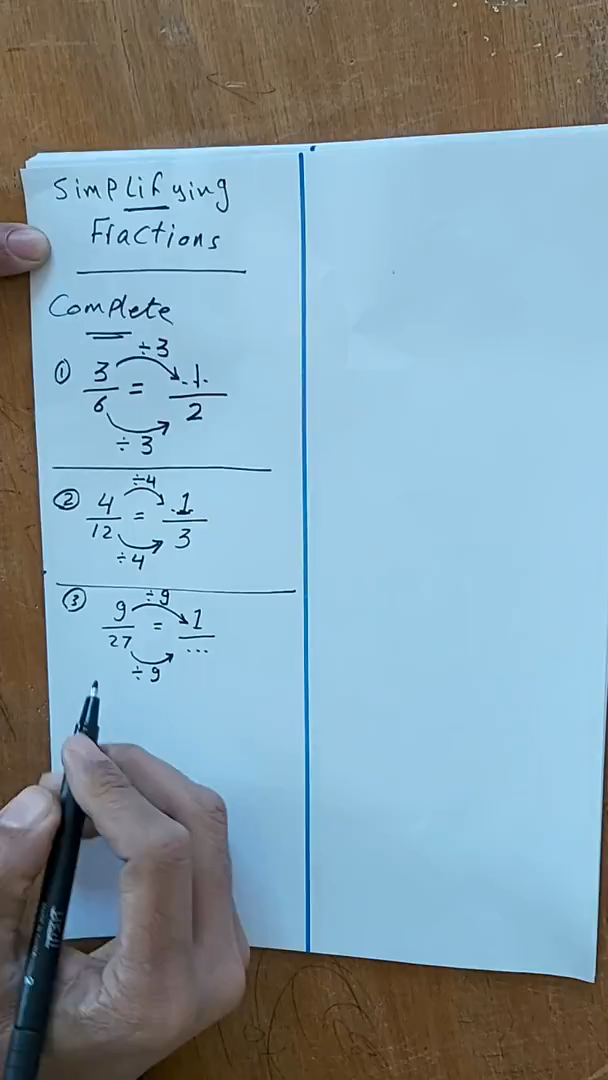 Simplifying
Fractions
Complete
① 3/6 = 1/2
÷3
÷3
② 4/12 = 1/3
÷4
÷4
③ 9/27 = 1/...
÷9
÷9